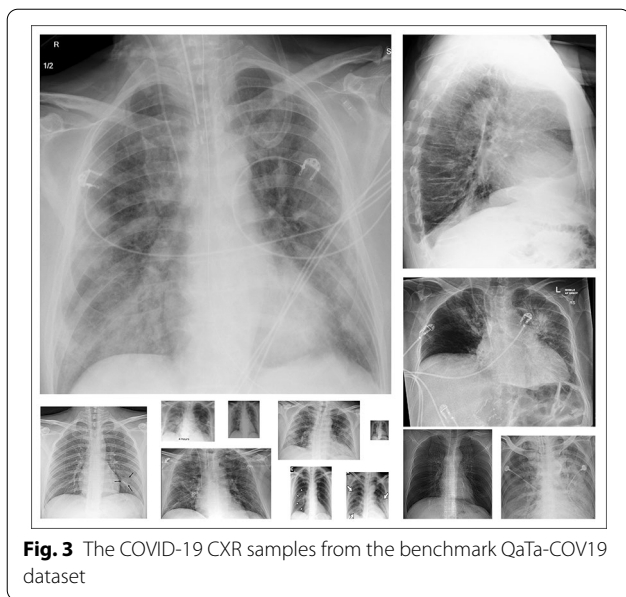 R
S
1/2
L
Fig. 3 The COVID-19 CXR samples from the benchmark QaTa-COV19
dataset